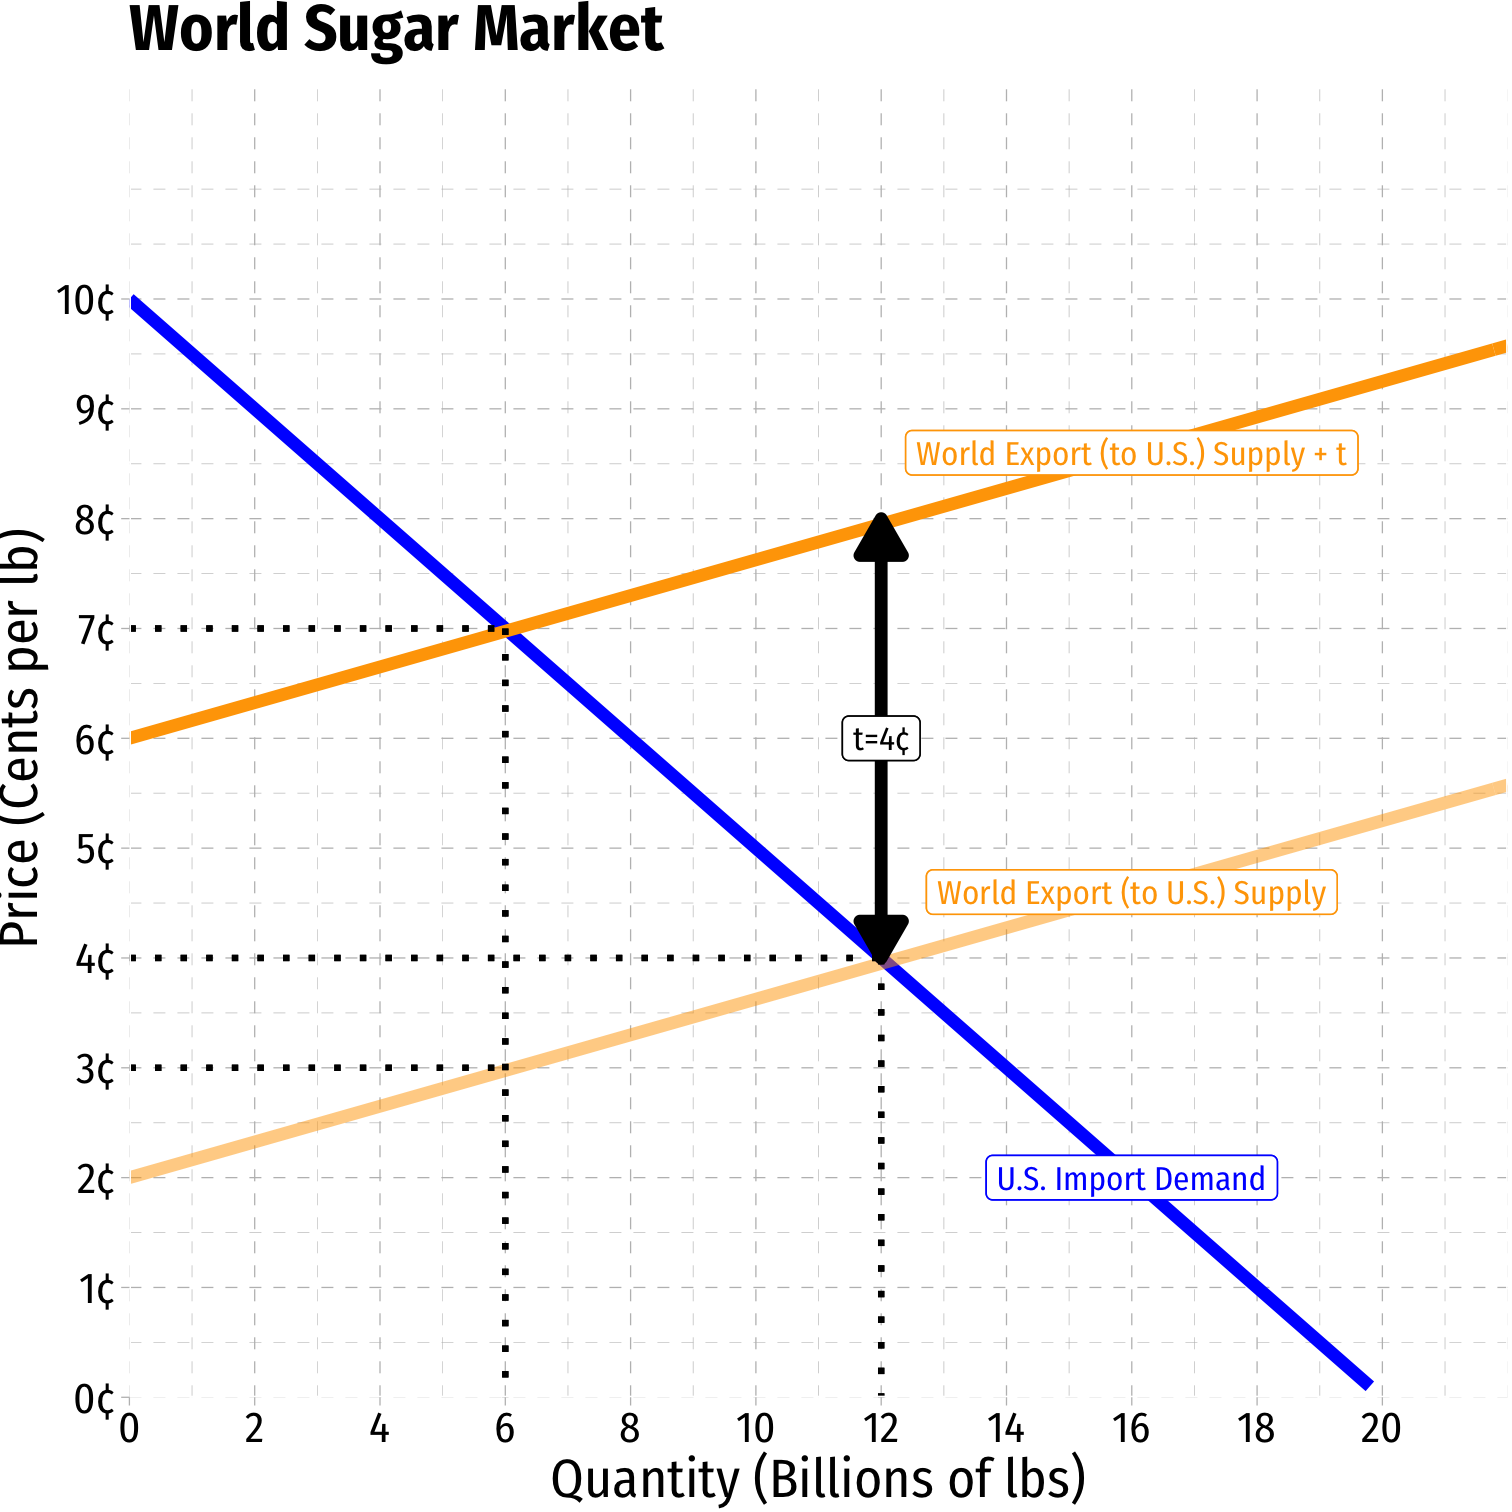 World Sugar Market
Price (Cents per lb)
10¢
9¢
8¢
7¢
6¢
5¢
4¢
3¢
2¢
1¢
0¢
World Export (to U.S.) Supply + t
t=4¢
World Export (to U.S.) Supply
U.S. Import Demand
0 2 4 6 8 10 12 14 16 18 20
Quantity (Billions of lbs)